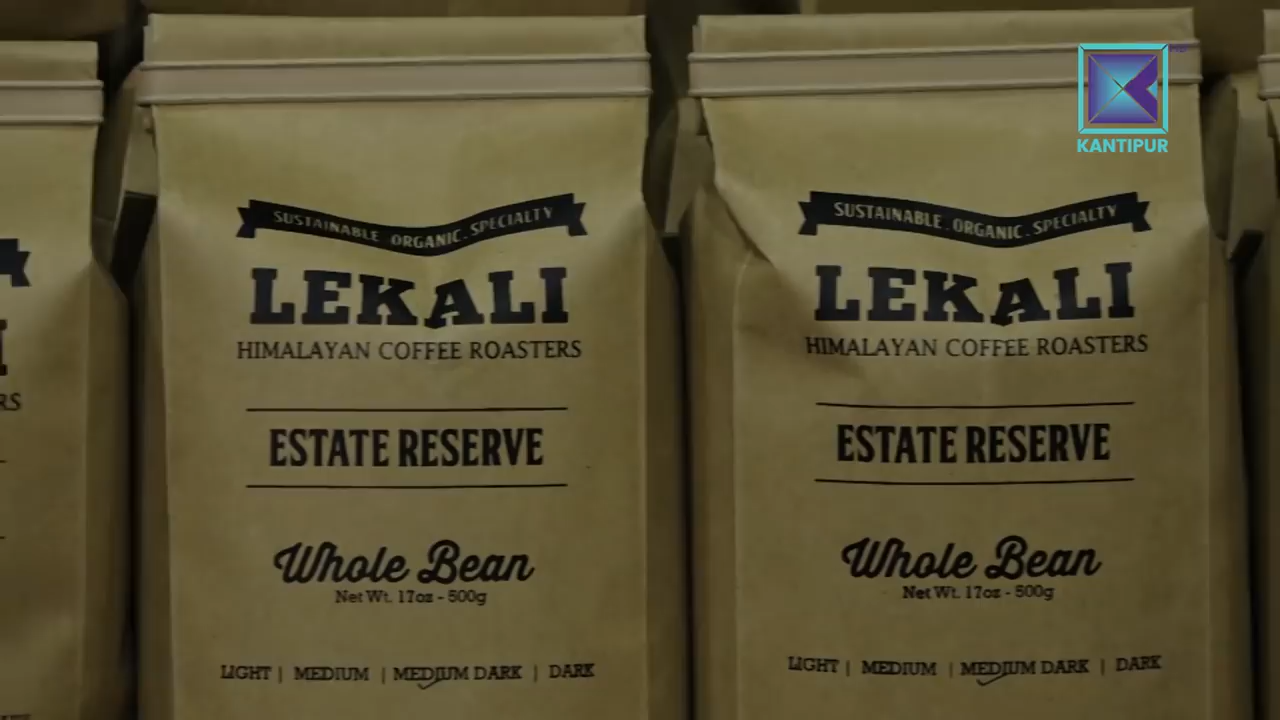 KANTIPUR
SUSTAINABLE . ORGANIC . SPECIALTY
LEKALI
HIMALAYAN COFFEE ROASTERS
ESTATE RESERVE
Whole Bean
Net Wt. 17oz - 500g
LIGHT | MEDIUM | MEDIUM DARK | DARK
SUSTAINABLE . ORGANIC . SPECIALTY
LEKALI
HIMALAYAN COFFEE ROASTERS
ESTATE RESERVE
Whole Bean
Net Wt. 17oz - 500g
LIGHT | MEDIUM | MEDIUM DARK | DARK